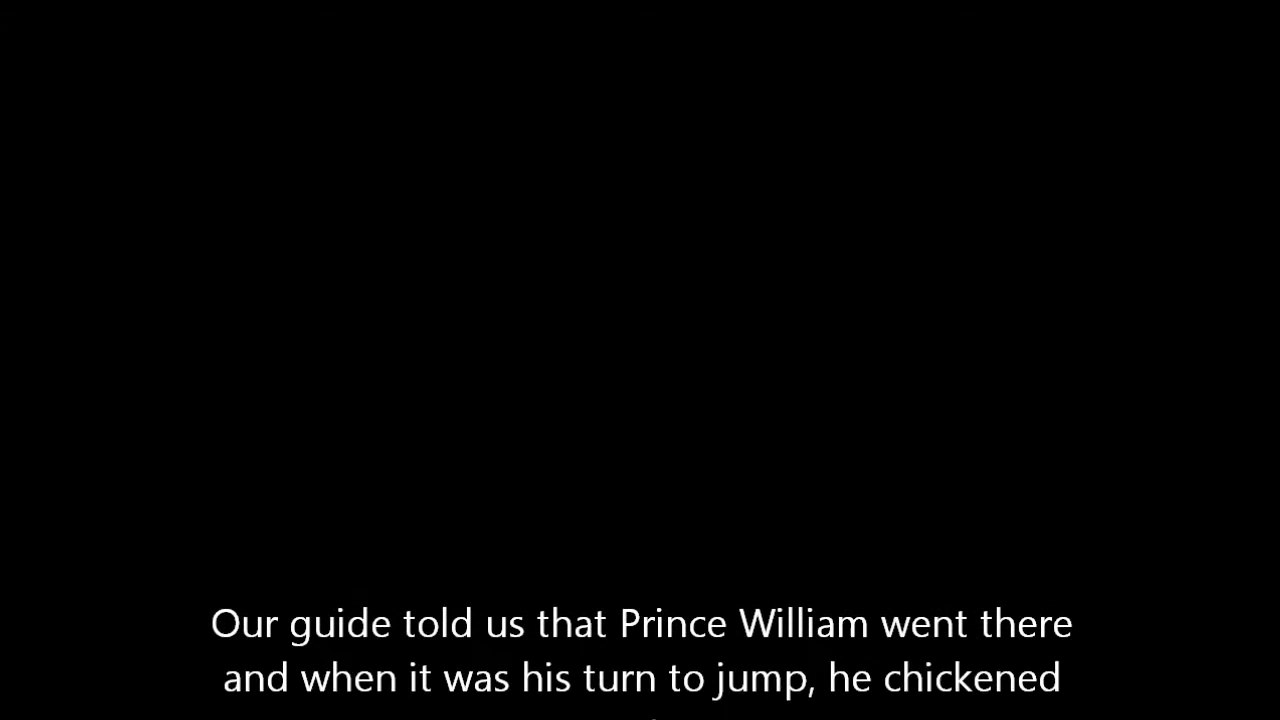 Our guide told us that Prince William went there
and when it was his turn to jump, he chickened